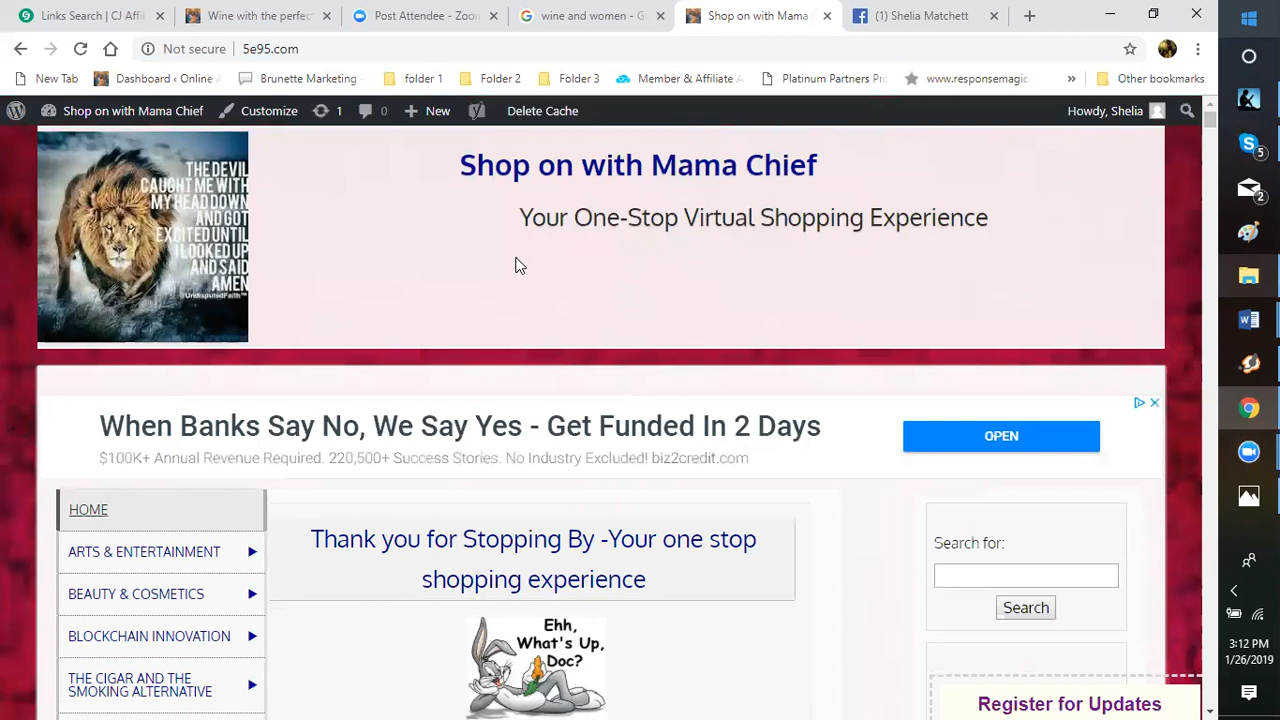 Links Search | CJ Affi
Wine with the perfec
Post Attendee - Zoon
wine and women - G
Shop on with Mama
(1) Shelia Matchett
Not secure 5e95.com
New Tab
Dashboard ‹ Online
Brunette Marketing -
folder 1
Folder 2
Folder 3
Member & Affiliate
Platinum Partners Pr
www.responsemagic.
»
Other bookmarks
Shop on with Mama Chief
Customize
1
0
New
Delete Cache
Howdy, Shelia
THE DEVIL
CAUGHT ME WITH
MY HEAD DOWN
AND GOT
EXCITED UNTIL
I LOOKED UP
AND SAID
AMEN
UndisputedFaith™
Shop on with Mama Chief
Your One-Stop Virtual Shopping Experience
When Banks Say No, We Say Yes - Get Funded In 2 Days
$100K+ Annual Revenue Required. 220,500+ Success Stories. No Industry Excluded! biz2credit.com
OPEN
HOME
ARTS & ENTERTAINMENT
BEAUTY & COSMETICS
BLOCKCHAIN INNOVATION
THE CIGAR AND THE
SMOKING ALTERNATIVE
Thank you for Stopping By -Your one stop
shopping experience
Ehh,
What's Up,
Doc?
Search for:
Search
Register for Updates
5
2
3:12 PM
1/26/2019